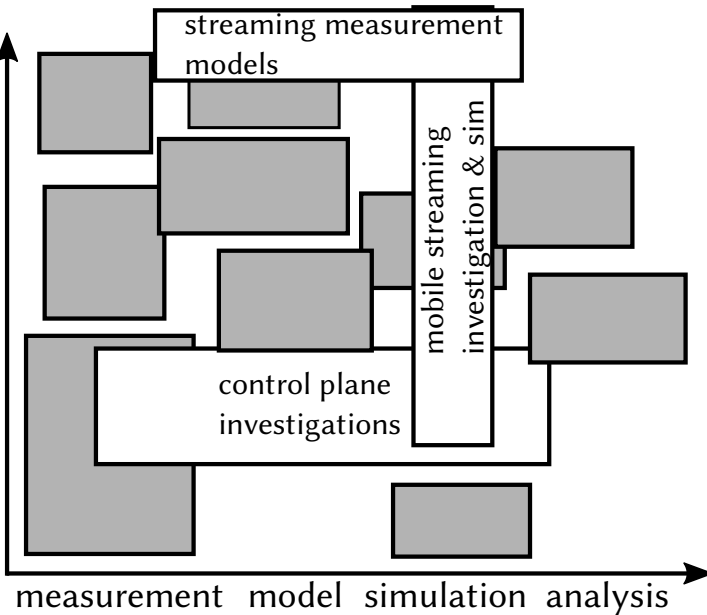 streaming measurement
models
mobile streaming
investigation & sim
control plane
investigations
measurement model simulation analysis